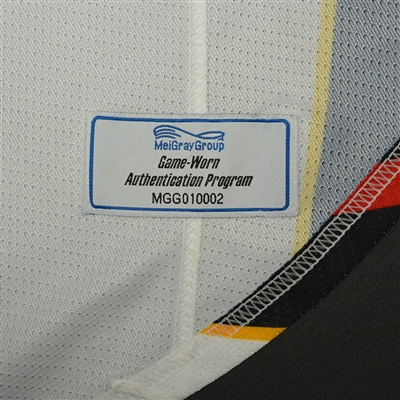 MeiGrayGroup
Game-Worn
Authentication Program
MGG010002